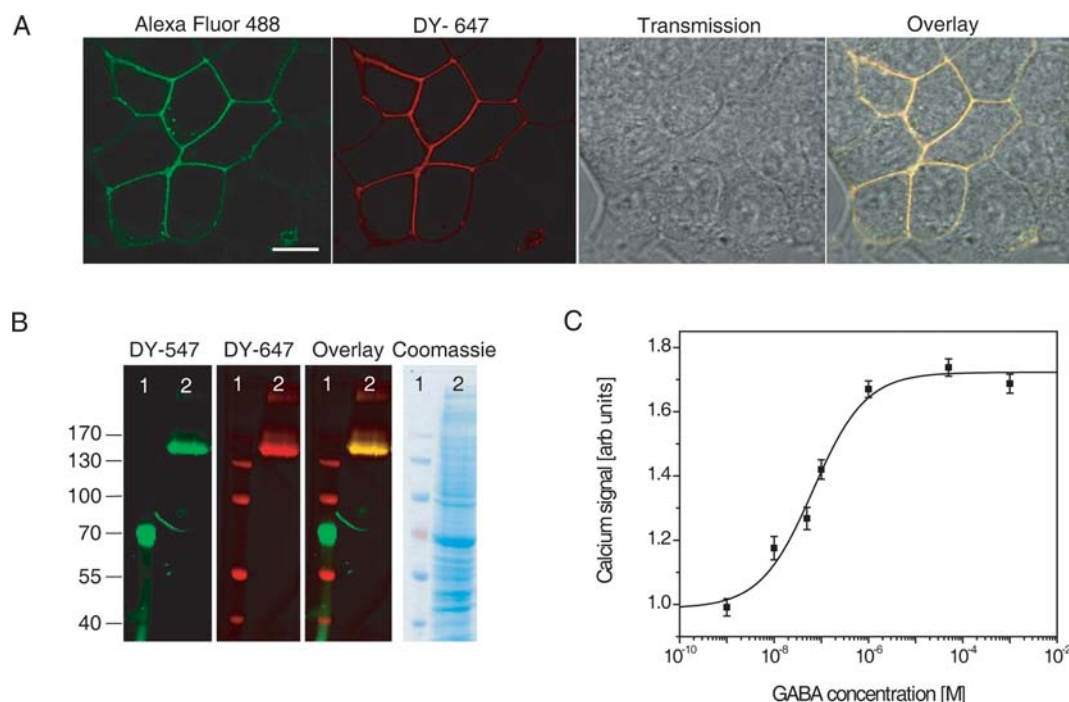 A
Alexa Fluor 488 DY- 647 Transmission Overlay
B
DY-547 DY-647 Overlay Coomassie
1 2 1 2 1 2 1 2
170
130
100
70
55
40
C
Calcium signal [arb units]
1.8
1.6
1.4
1.2
1.0
10⁻¹⁰ 10⁻⁸ 10⁻⁶ 10⁻⁴ 10⁻²
GABA concentration [M]